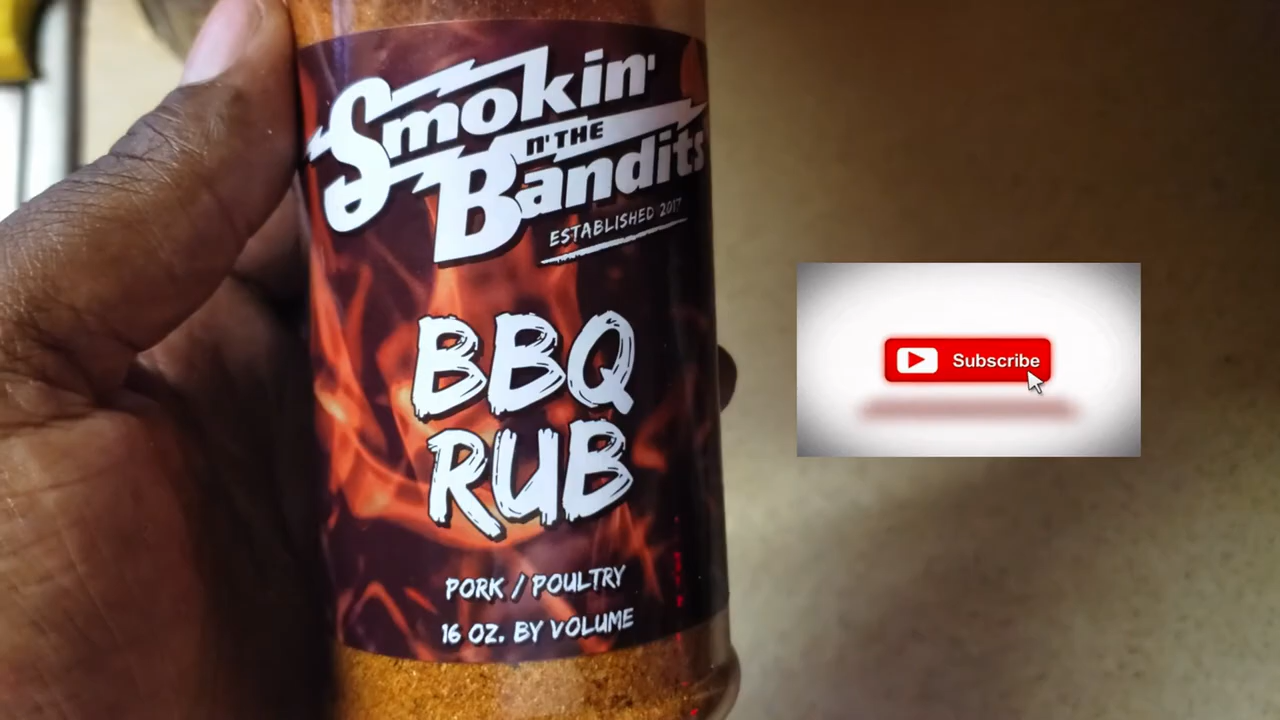 Smokin'
n' THE
Bandits
ESTABLISHED 2017
BBQ
RUB
PORK / POULTRY
16 OZ. BY VOLUME
Subscribe